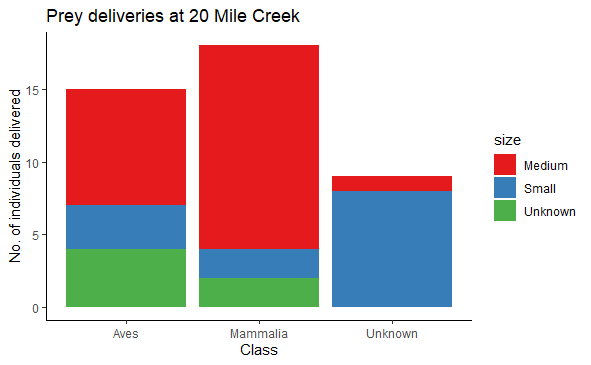 Prey deliveries at 20 Mile Creek
No. of individuals delivered
15
10
5
0
Aves Mammalia Unknown
Class
size
Medium
Small
Unknown